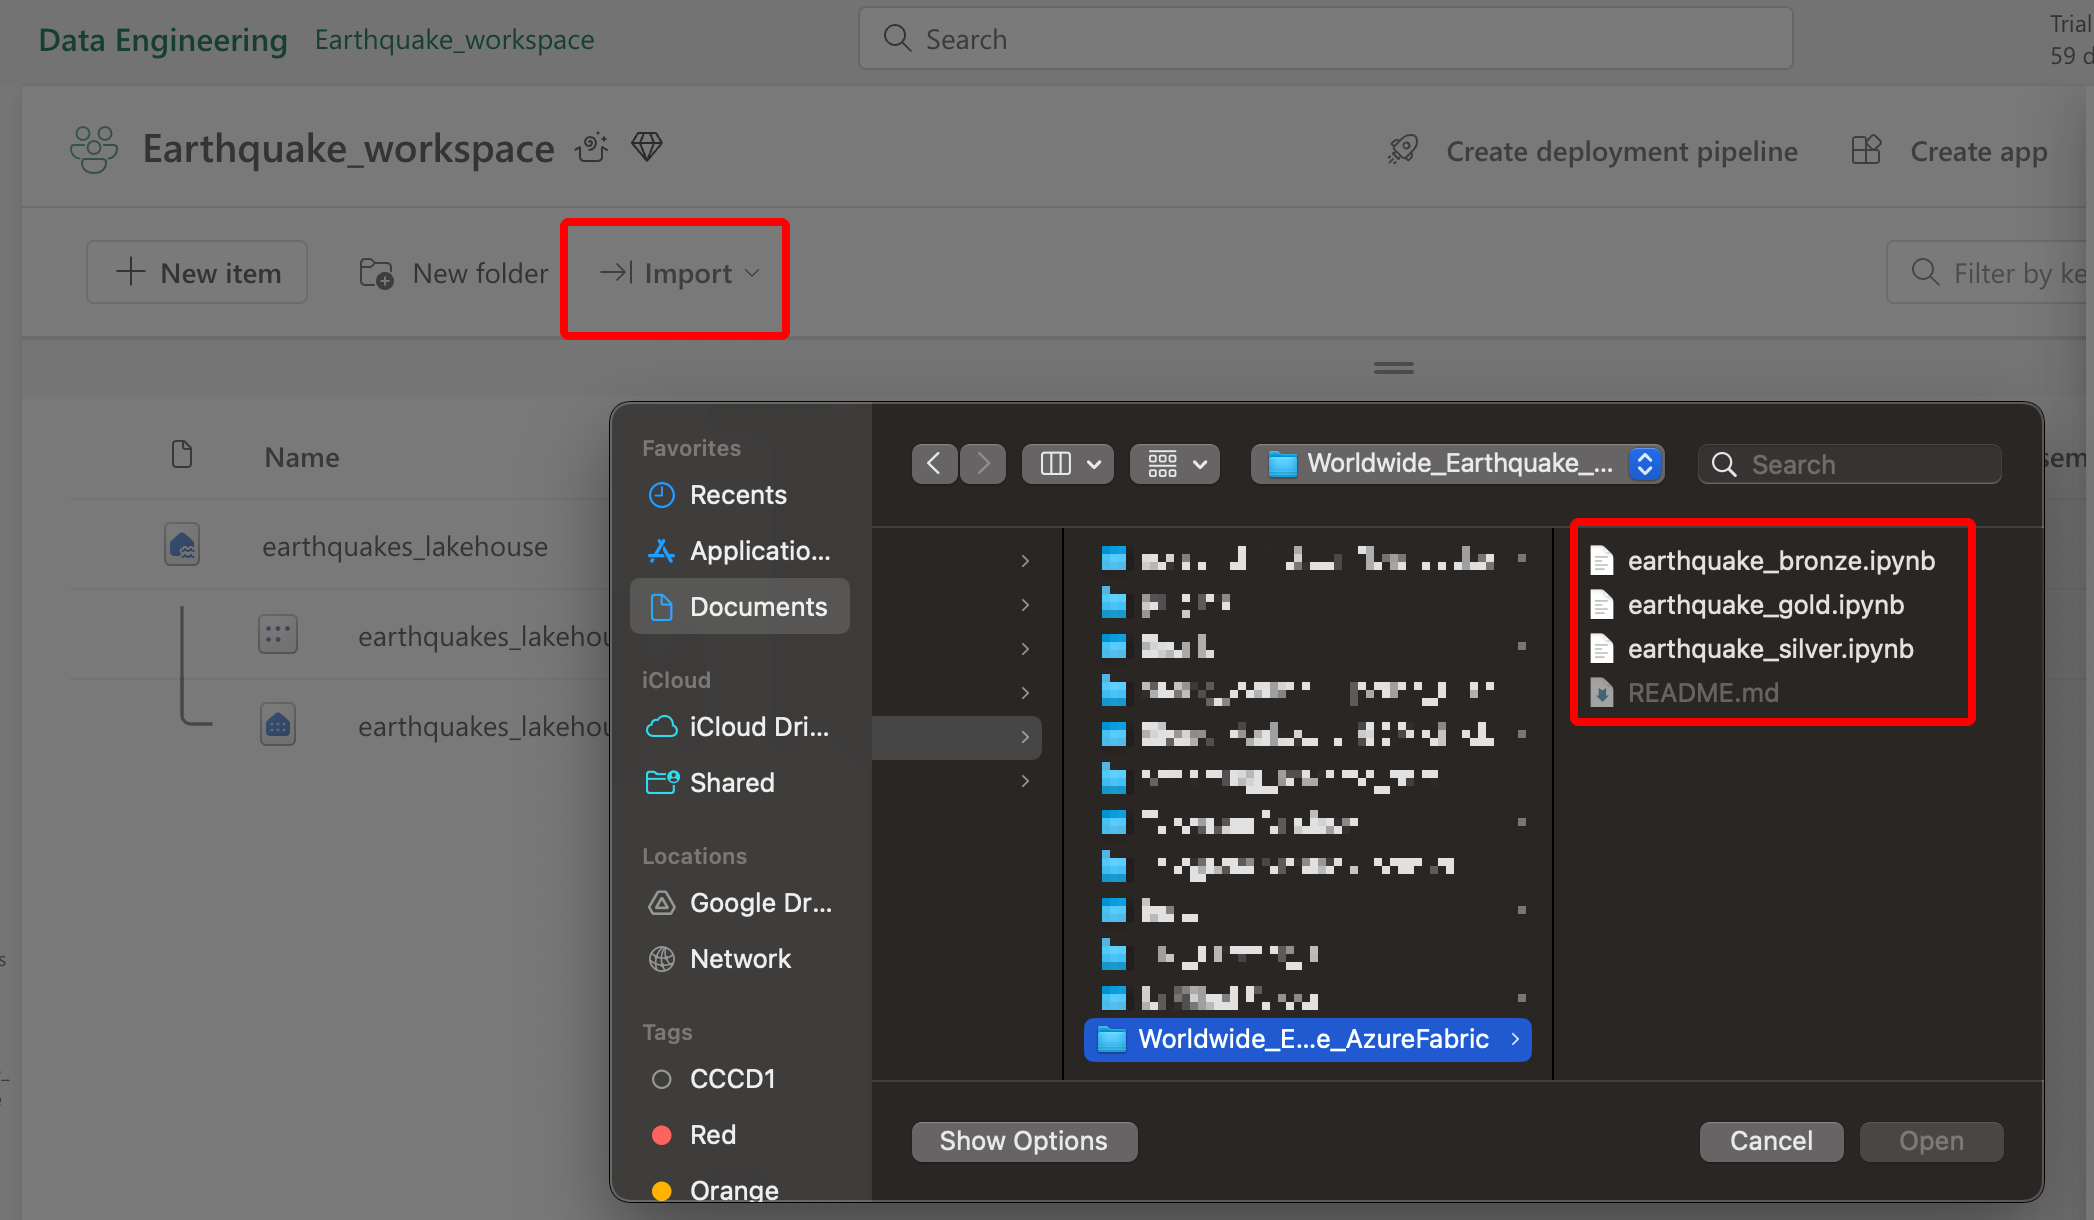 Data Engineering Earthquake_workspace Search Trial
59 d
Earthquake_workspace Create deployment pipeline Create app
New item New folder Import Filter by ke
Name
earthquakes_lakehouse
earthquakes_lakehou
earthquakes_lakehou
sem
Favorites
Recents
Applicatio...
Documents
iCloud
iCloud Dri...
Shared
Locations
Google Dr...
Network
Tags
CCCD1
Red
Orange
Worldwide_Earthquake_... Search
Worldwide_E...e_AzureFabric
earthquake_bronze.ipynb
earthquake_gold.ipynb
earthquake_silver.ipynb
README.md
Show Options Cancel Open